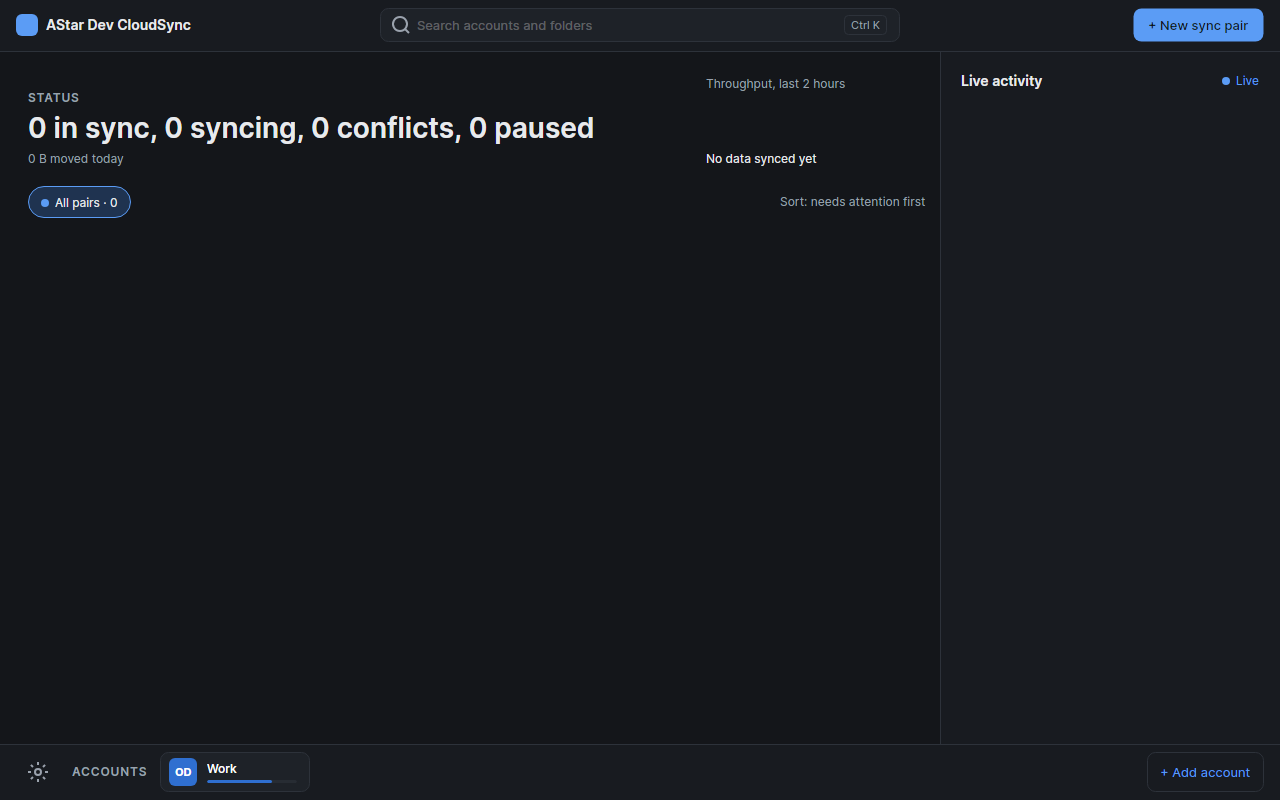 AStar Dev CloudSync
Search accounts and folders
Ctrl K
+ New sync pair
STATUS
0 in sync, 0 syncing, 0 conflicts, 0 paused
0 B moved today
Throughput, last 2 hours
No data synced yet
All pairs · 0
Sort: needs attention first
Live activity
Live
ACCOUNTS
OD
Work
+ Add account